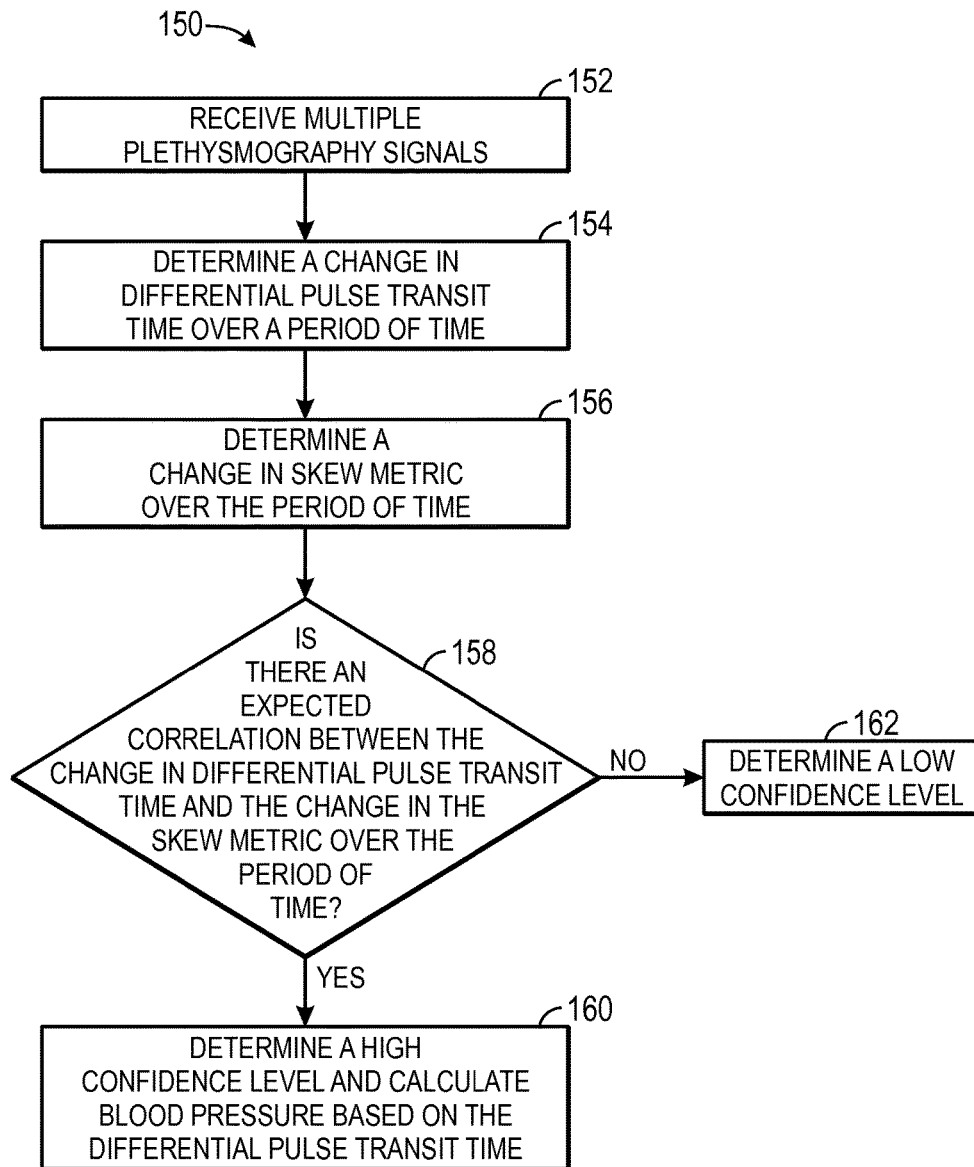 150
152
RECEIVE MULTIPLE
PLETHYSMOGRAPHY SIGNALS
154
DETERMINE A CHANGE IN
DIFFERENTIAL PULSE TRANSIT
TIME OVER A PERIOD OF TIME
156
DETERMINE A
CHANGE IN SKEW METRIC
OVER THE PERIOD OF TIME
158
IS
THERE AN
EXPECTED
CORRELATION BETWEEN THE
CHANGE IN DIFFERENTIAL PULSE TRANSIT
TIME AND THE CHANGE IN THE
SKEW METRIC OVER THE
PERIOD OF
TIME?
NO
162
DETERMINE A LOW
CONFIDENCE LEVEL
YES
160
DETERMINE A HIGH
CONFIDENCE LEVEL AND CALCULATE
BLOOD PRESSURE BASED ON THE
DIFFERENTIAL PULSE TRANSIT TIME